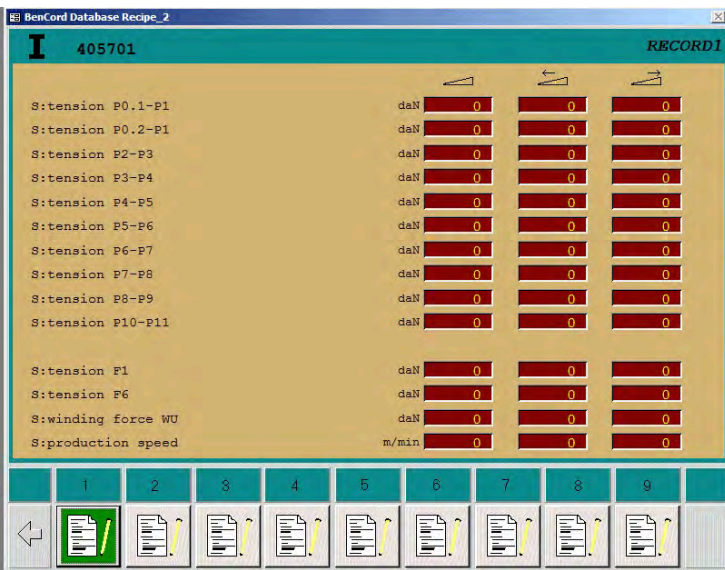 BenCord Database Recipe_2
I 405701 RECORD1
S:tension P0.1-P1 daN 0 0 0
S:tension P0.2-P1 daN 0 0 0
S:tension P2-P3 daN 0 0 0
S:tension P3-P4 daN 0 0 0
S:tension P4-P5 daN 0 0 0
S:tension P5-P6 daN 0 0 0
S:tension P6-P7 daN 0 0 0
S:tension P7-P8 daN 0 0 0
S:tension P8-P9 daN 0 0 0
S:tension P10-P11 daN 0 0 0
S:tension F1 daN 0 0 0
S:tension F6 daN 0 0 0
S:winding force WU daN 0 0 0
S:production speed m/min 0 0 0
1 2 3 4 5 6 7 8 9